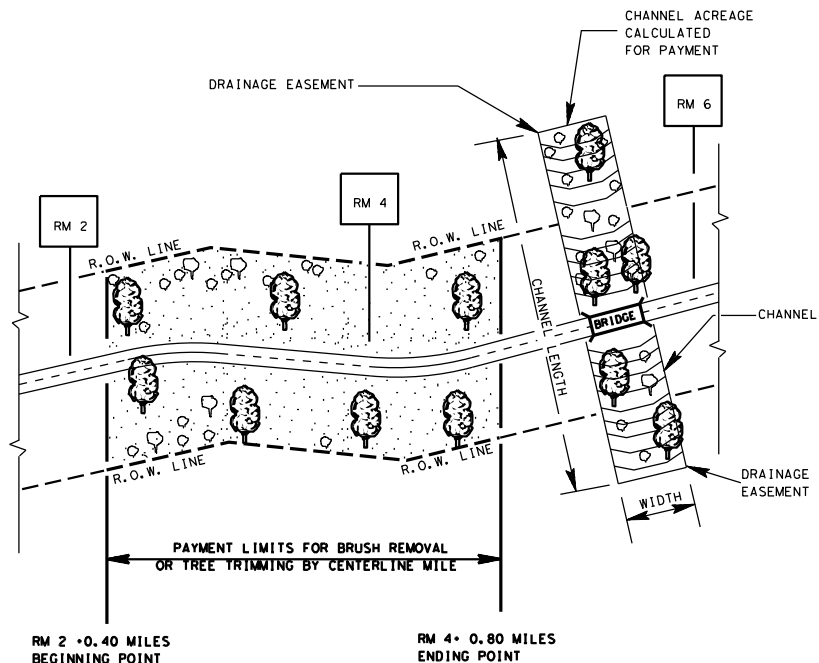 CHANNEL ACREAGE
CALCULATED
FOR PAYMENT
DRAINAGE EASEMENT
RM 6
RM 4
RM 2
R.O.W. LINE
R.O.W. LINE
CHANNEL LENGTH
BRIDGE
CHANNEL
R.O.W. LINE
R.O.W. LINE
DRAINAGE
EASEMENT
WIDTH
PAYMENT LIMITS FOR BRUSH REMOVAL
OR TREE TRIMMING BY CENTERLINE MILE
RM 2 +0.40 MILES
BEGINNING POINT
RM 4+ 0.80 MILES
ENDING POINT